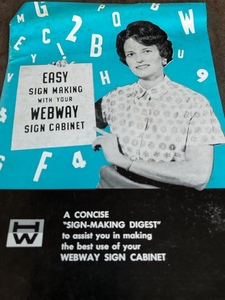 EASY
SIGN MAKING
WITH YOUR
WEBWAY
SIGN CABINET
HW
A CONCISE
"SIGN-MAKING DIGEST"
to assist you in making
the best use of your
WEBWAY SIGN CABINET